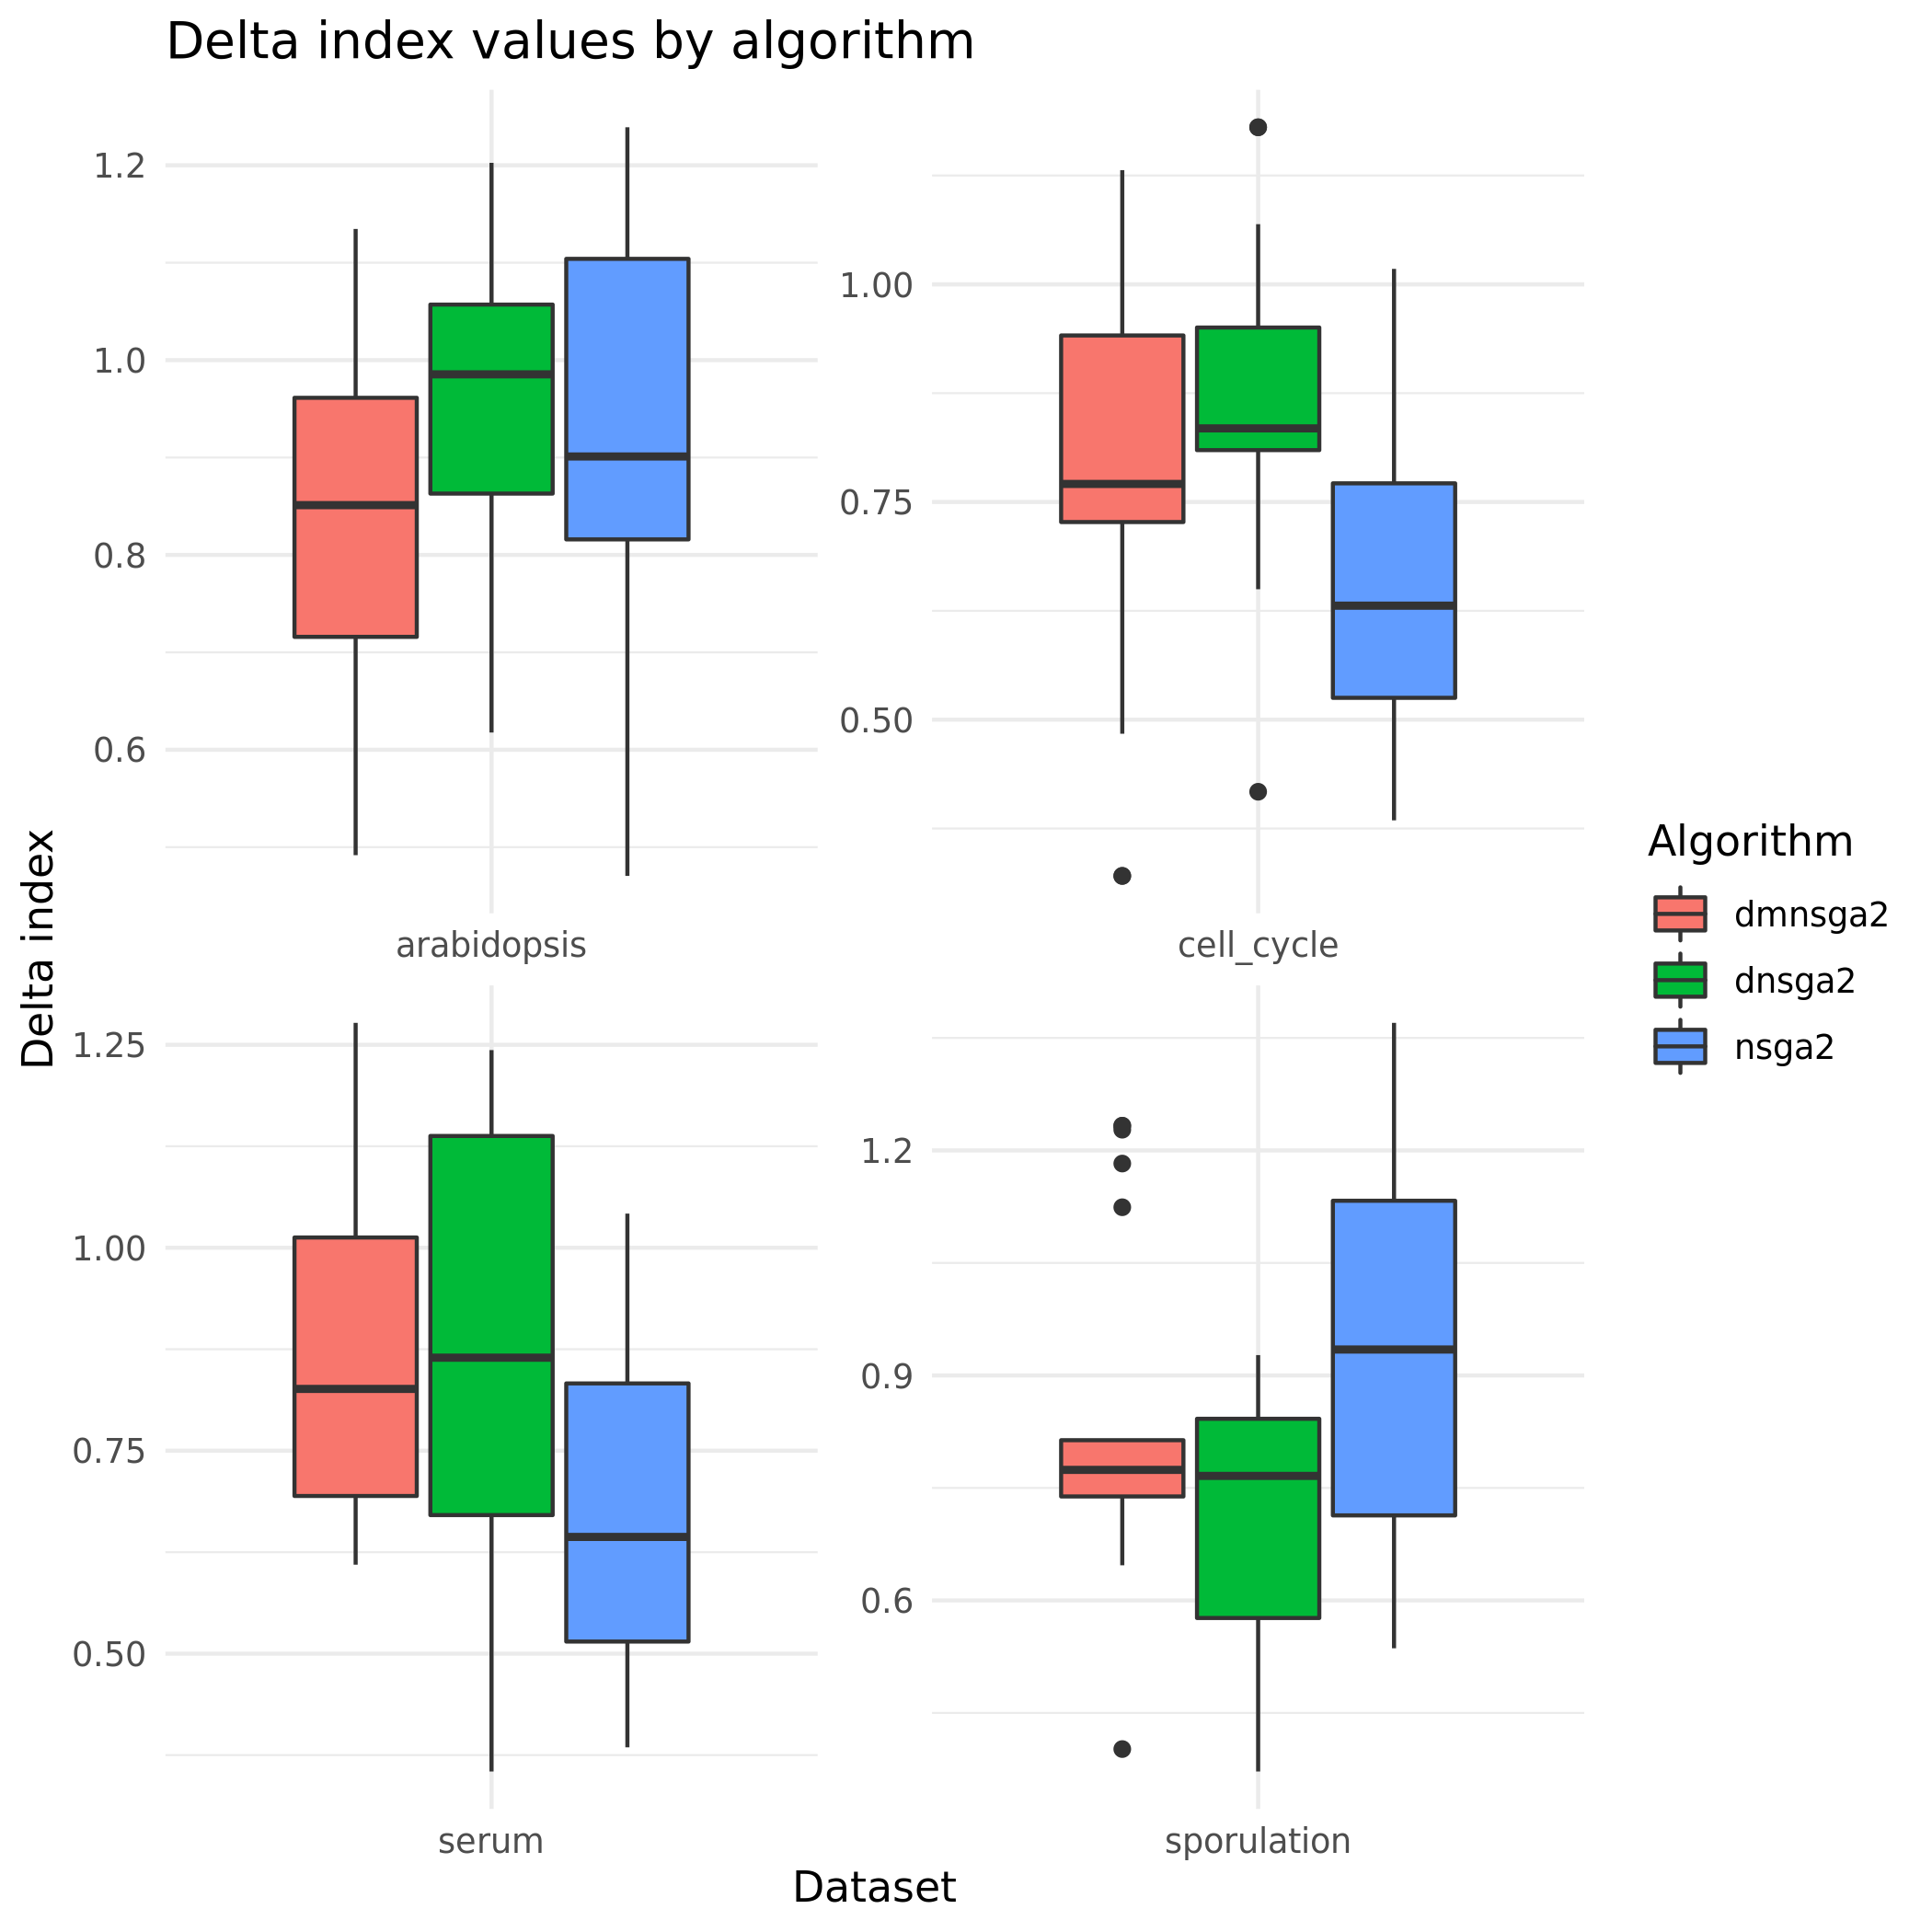 Delta index values by algorithm
1.2
1.0
0.8
0.6
arabidopsis
1.00
0.75
0.50
cell_cycle
1.25
1.00
0.75
0.50
serum
1.2
0.9
0.6
sporulation
Delta index
Dataset
Algorithm
dmnsga2
dnsga2
nsga2